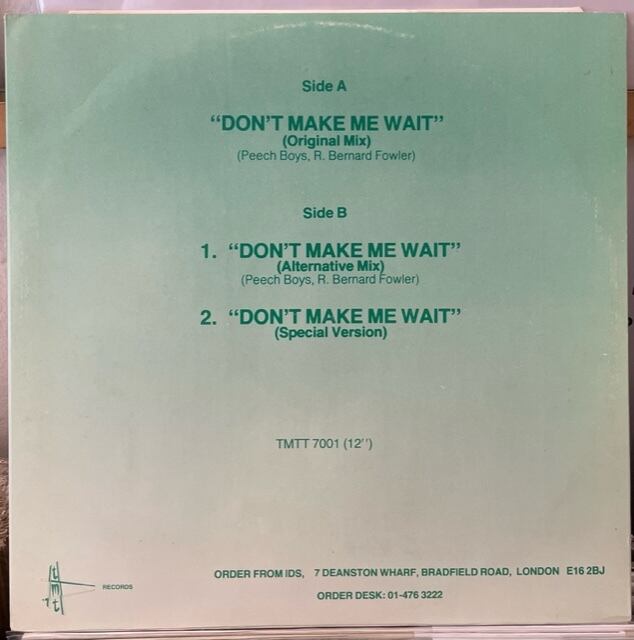 Side A
“DON'T MAKE ME WAIT”
(Original Mix)
(Peech Boys, R. Bernard Fowler)
Side B
1. “DON'T MAKE ME WAIT”
(Alternative Mix)
(Peech Boys, R. Bernard Fowler)
2. “DON'T MAKE ME WAIT”
(Special Version)
TMTT 7001 (12'')
tmt
RECORDS
ORDER FROM IDS, 7 DEANSTON WHARF, BRADFIELD ROAD, LONDON E16 2BJ
ORDER DESK: 01-476 3222